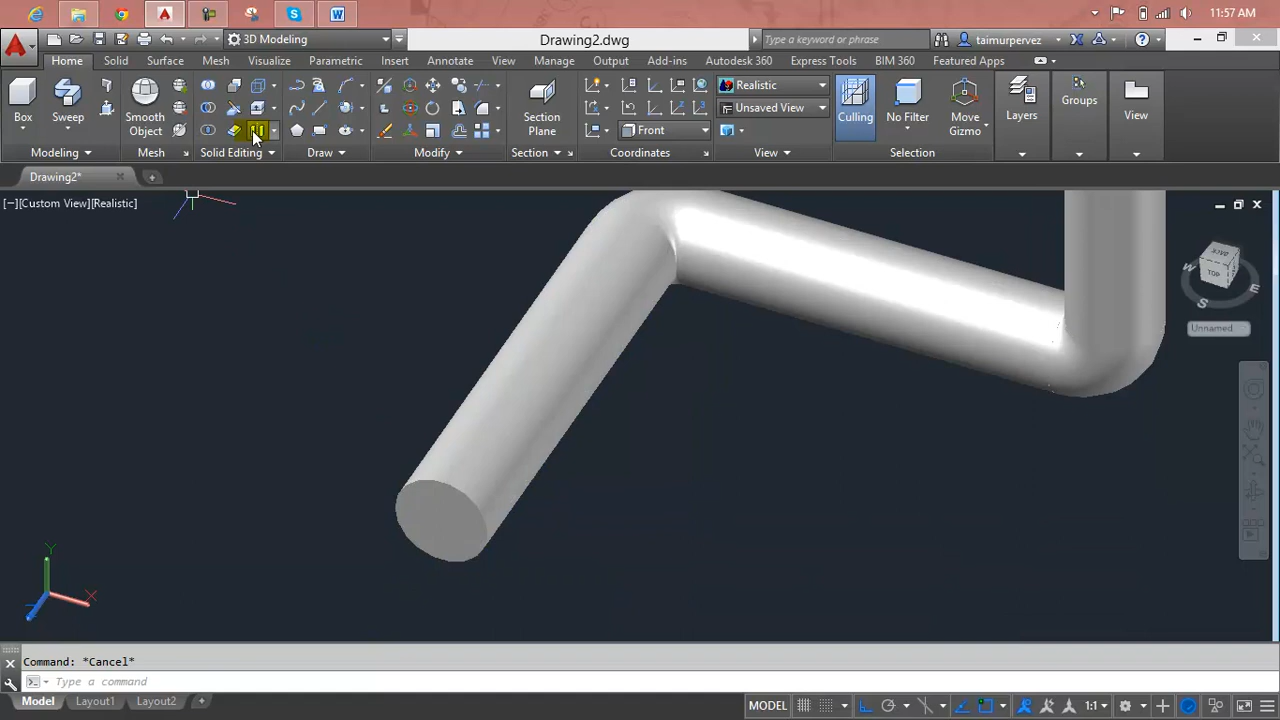 11:57 AM
3D Modeling
Drawing2.dwg
Type a keyword or phrase
taimurpervez
Home Solid Surface Mesh Visualize Parametric Insert Annotate View Manage Output Add-ins Autodesk 360 Express Tools BIM 360 Featured Apps
Box
Sweep
Smooth
Object
Section
Plane
Realistic
Unsaved View
Front
Culling
No Filter
Move
Gizmo
Layers
Groups
View
Modeling
Mesh
Solid Editing
Draw
Modify
Section
Coordinates
View
Selection
Drawing2*
[−][Custom View][Realistic]
W
TOP
S
E
Unnamed
Y
X
Command: *Cancel*
Type a command
Model Layout1 Layout2
MODEL
1:1